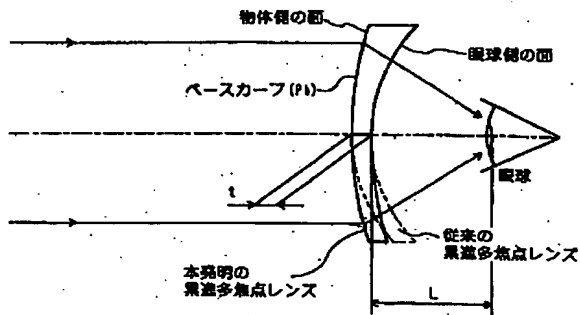 物体側の面
眼球側の面
ベースカーブ(Pb)
眼球
t
従来の
累進多焦点レンズ
本発明の
累進多焦点レンズ
L